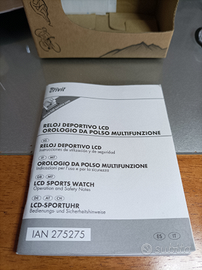 RELOJ DEPORTIVO LCD
OROLOGIO DA POLSO MULTIFUNZIONE
RELOJ DEPORTIVO LCD
Instrucciones de utilización y de seguridad
OROLOGIO DA POLSO MULTIFUNZIONE
Indicazioni per l'uso e per la sicurezza
LCD SPORTS WATCH
Operation and Safety Notes
LCD-SPORTUHR
Bedienungs- und Sicherheitshinweise
IAN 275275